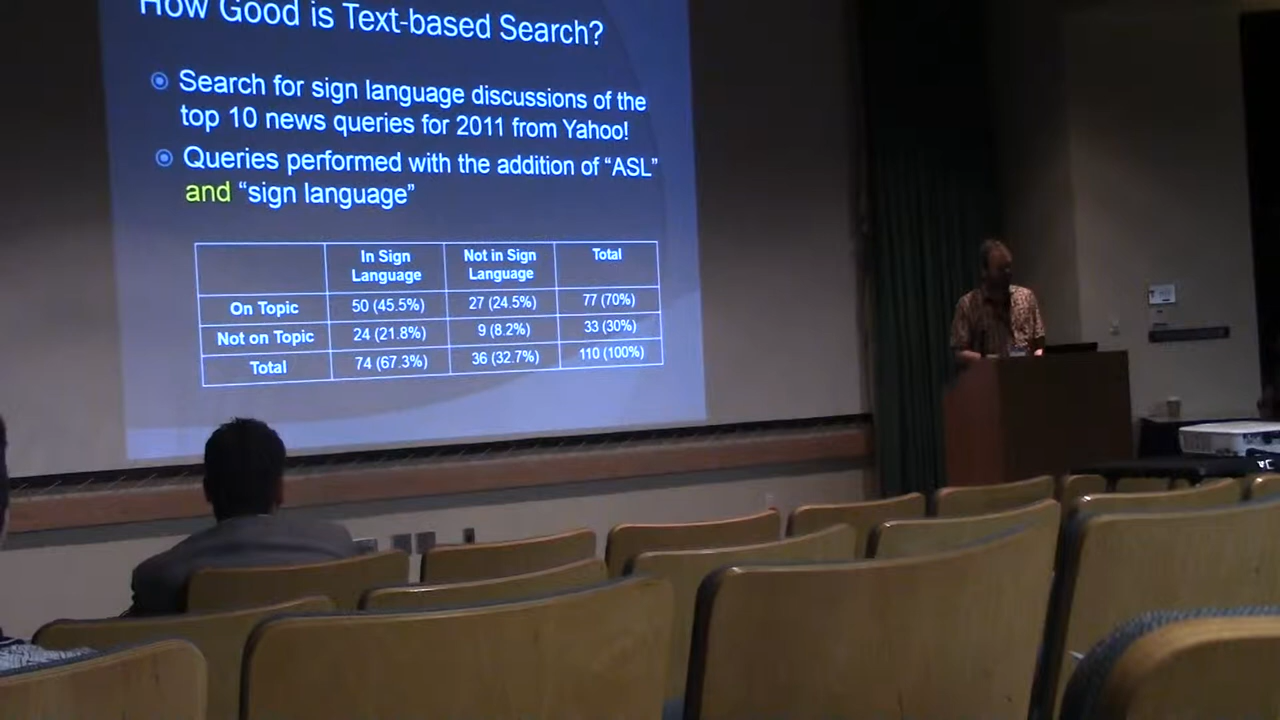 How Good is Text-based Search?
Search for sign language discussions of the
top 10 news queries for 2011 from Yahoo!
Queries performed with the addition of “ASL”
and “sign language”
In Sign Language Not in Sign Language Total
On Topic 50 (45.5%) 27 (24.5%) 77 (70%)
Not on Topic 24 (21.8%) 9 (8.2%) 33 (30%)
Total 74 (67.3%) 36 (32.7%) 110 (100%)